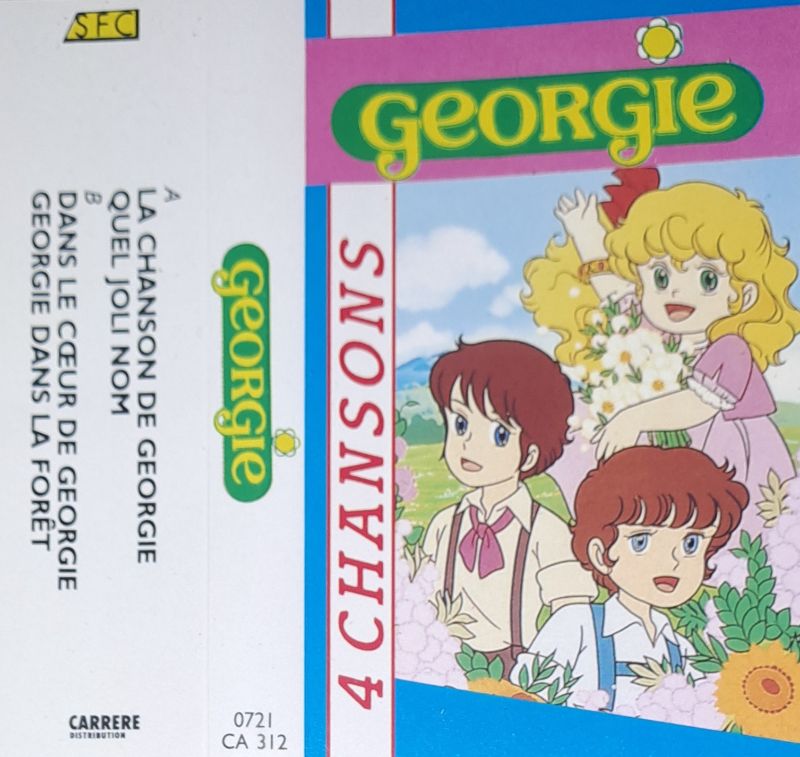 SFC
A
LA CHANSON DE GEORGIE
QUEL JOLI NOM
B
DANS LE CŒUR DE GEORGIE
GEORGIE DANS LA FORÊT
CARRERE
DISTRIBUTION
GEORGIE
0721
CA 312
GEORGIE
4 CHANSONS